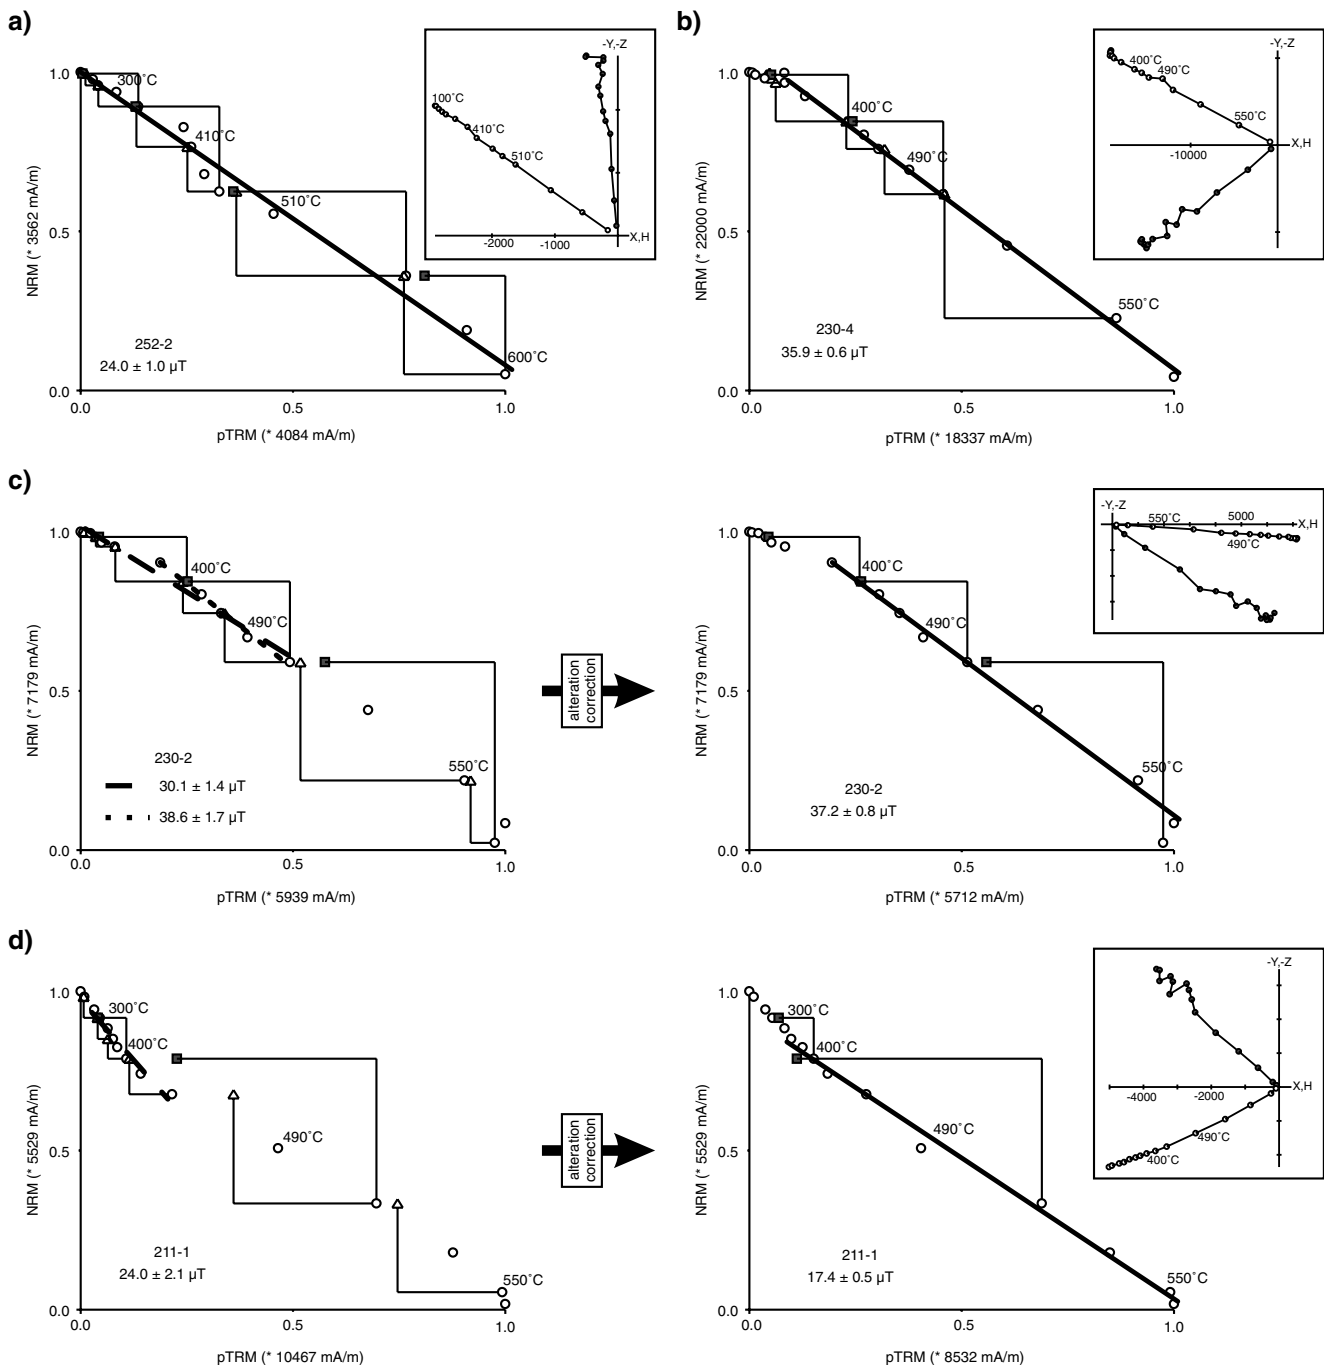 a)
1.0
0.5
0.0
NRM (* 3562 mA/m)
300˚C
410˚C
510˚C
600˚C
252-2
24.0 ± 1.0 µT
0.0
0.5
1.0
pTRM (* 4084 mA/m)
-Y,-Z
100˚C
410˚C
510˚C
X,H
-2000
-1000
b)
1.0
0.5
0.0
NRM (* 22000 mA/m)
400˚C
490˚C
550˚C
230-4
35.9 ± 0.6 µT
0.0
0.5
1.0
pTRM (* 18337 mA/m)
-Y,-Z
400˚C
490˚C
550˚C
X,H
-10000
c)
1.0
0.5
0.0
NRM (* 7179 mA/m)
400˚C
490˚C
550˚C
230-2
30.1 ± 1.4 µT
38.6 ± 1.7 µT
0.0
0.5
1.0
pTRM (* 5939 mA/m)
alteration
correction
1.0
0.5
0.0
NRM (* 7179 mA/m)
400˚C
490˚C
550˚C
230-2
37.2 ± 0.8 µT
0.0
0.5
1.0
pTRM (* 5712 mA/m)
-Y,-Z
550˚C
5000
X,H
490˚C
d)
1.0
0.5
0.0
NRM (* 5529 mA/m)
300˚C
400˚C
490˚C
550˚C
211-1
24.0 ± 2.1 µT
0.0
0.5
1.0
pTRM (* 10467 mA/m)
alteration
correction
1.0
0.5
0.0
NRM (* 5529 mA/m)
300˚C
400˚C
490˚C
550˚C
211-1
17.4 ± 0.5 µT
0.0
0.5
1.0
pTRM (* 8532 mA/m)
-Y,-Z
-4000
-2000
X,H
490˚C
400˚C